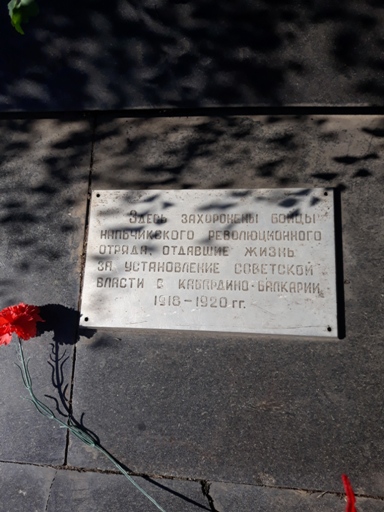 Здесь захоронены бойцы
Нальчикского революционного
отряда, отдавшие жизнь
за установление Советской
власти в Кабардино-Балкарии
1918-1920 гг.